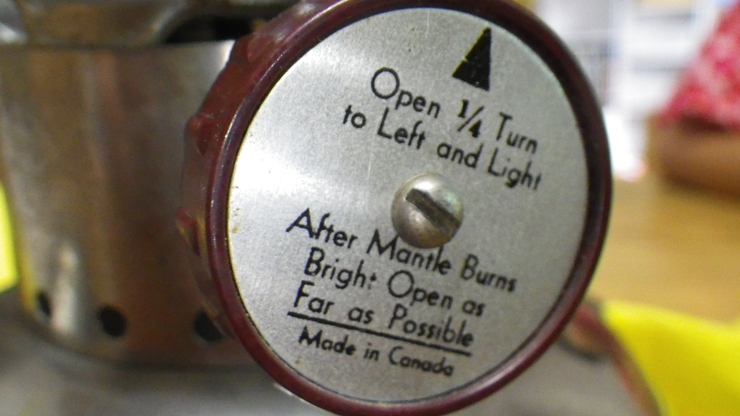 Open 1/4 Turn
to Left and Light
After Mantle Burns
Bright Open as
Far as Possible
Made in Canada